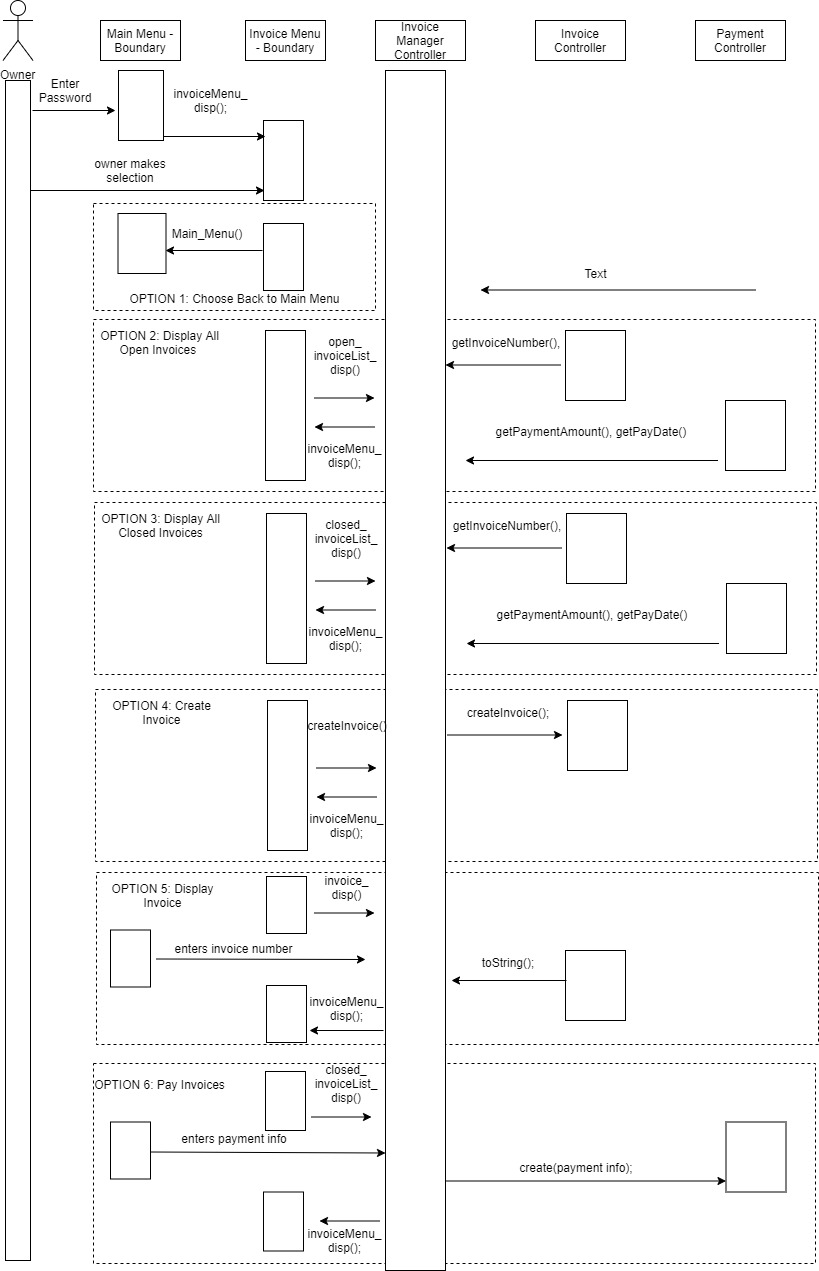 Main Menu -
Boundary
Invoice Menu
- Boundary
Invoice
Manager
Controller
Invoice
Controller
Payment
Controller
Owner
Enter
Password
invoiceMenu_
disp();
owner makes
selection
Main_Menu()
OPTION 1: Choose Back to Main Menu
Text
OPTION 2: Display All
Open Invoices
open_
invoiceList_
disp()
getInvoiceNumber(),
invoiceMenu_
disp();
getPaymentAmount(), getPayDate()
OPTION 3: Display All
Closed Invoices
closed_
invoiceList_
disp()
getInvoiceNumber(),
invoiceMenu_
disp();
getPaymentAmount(), getPayDate()
OPTION 4: Create
Invoice
createInvoice()
createInvoice();
invoiceMenu_
disp();
OPTION 5: Display
Invoice
invoice_
disp()
enters invoice number
toString();
invoiceMenu_
disp();
OPTION 6: Pay Invoices
closed_
invoiceList_
disp()
enters payment info
create(payment info);
invoiceMenu_
disp();